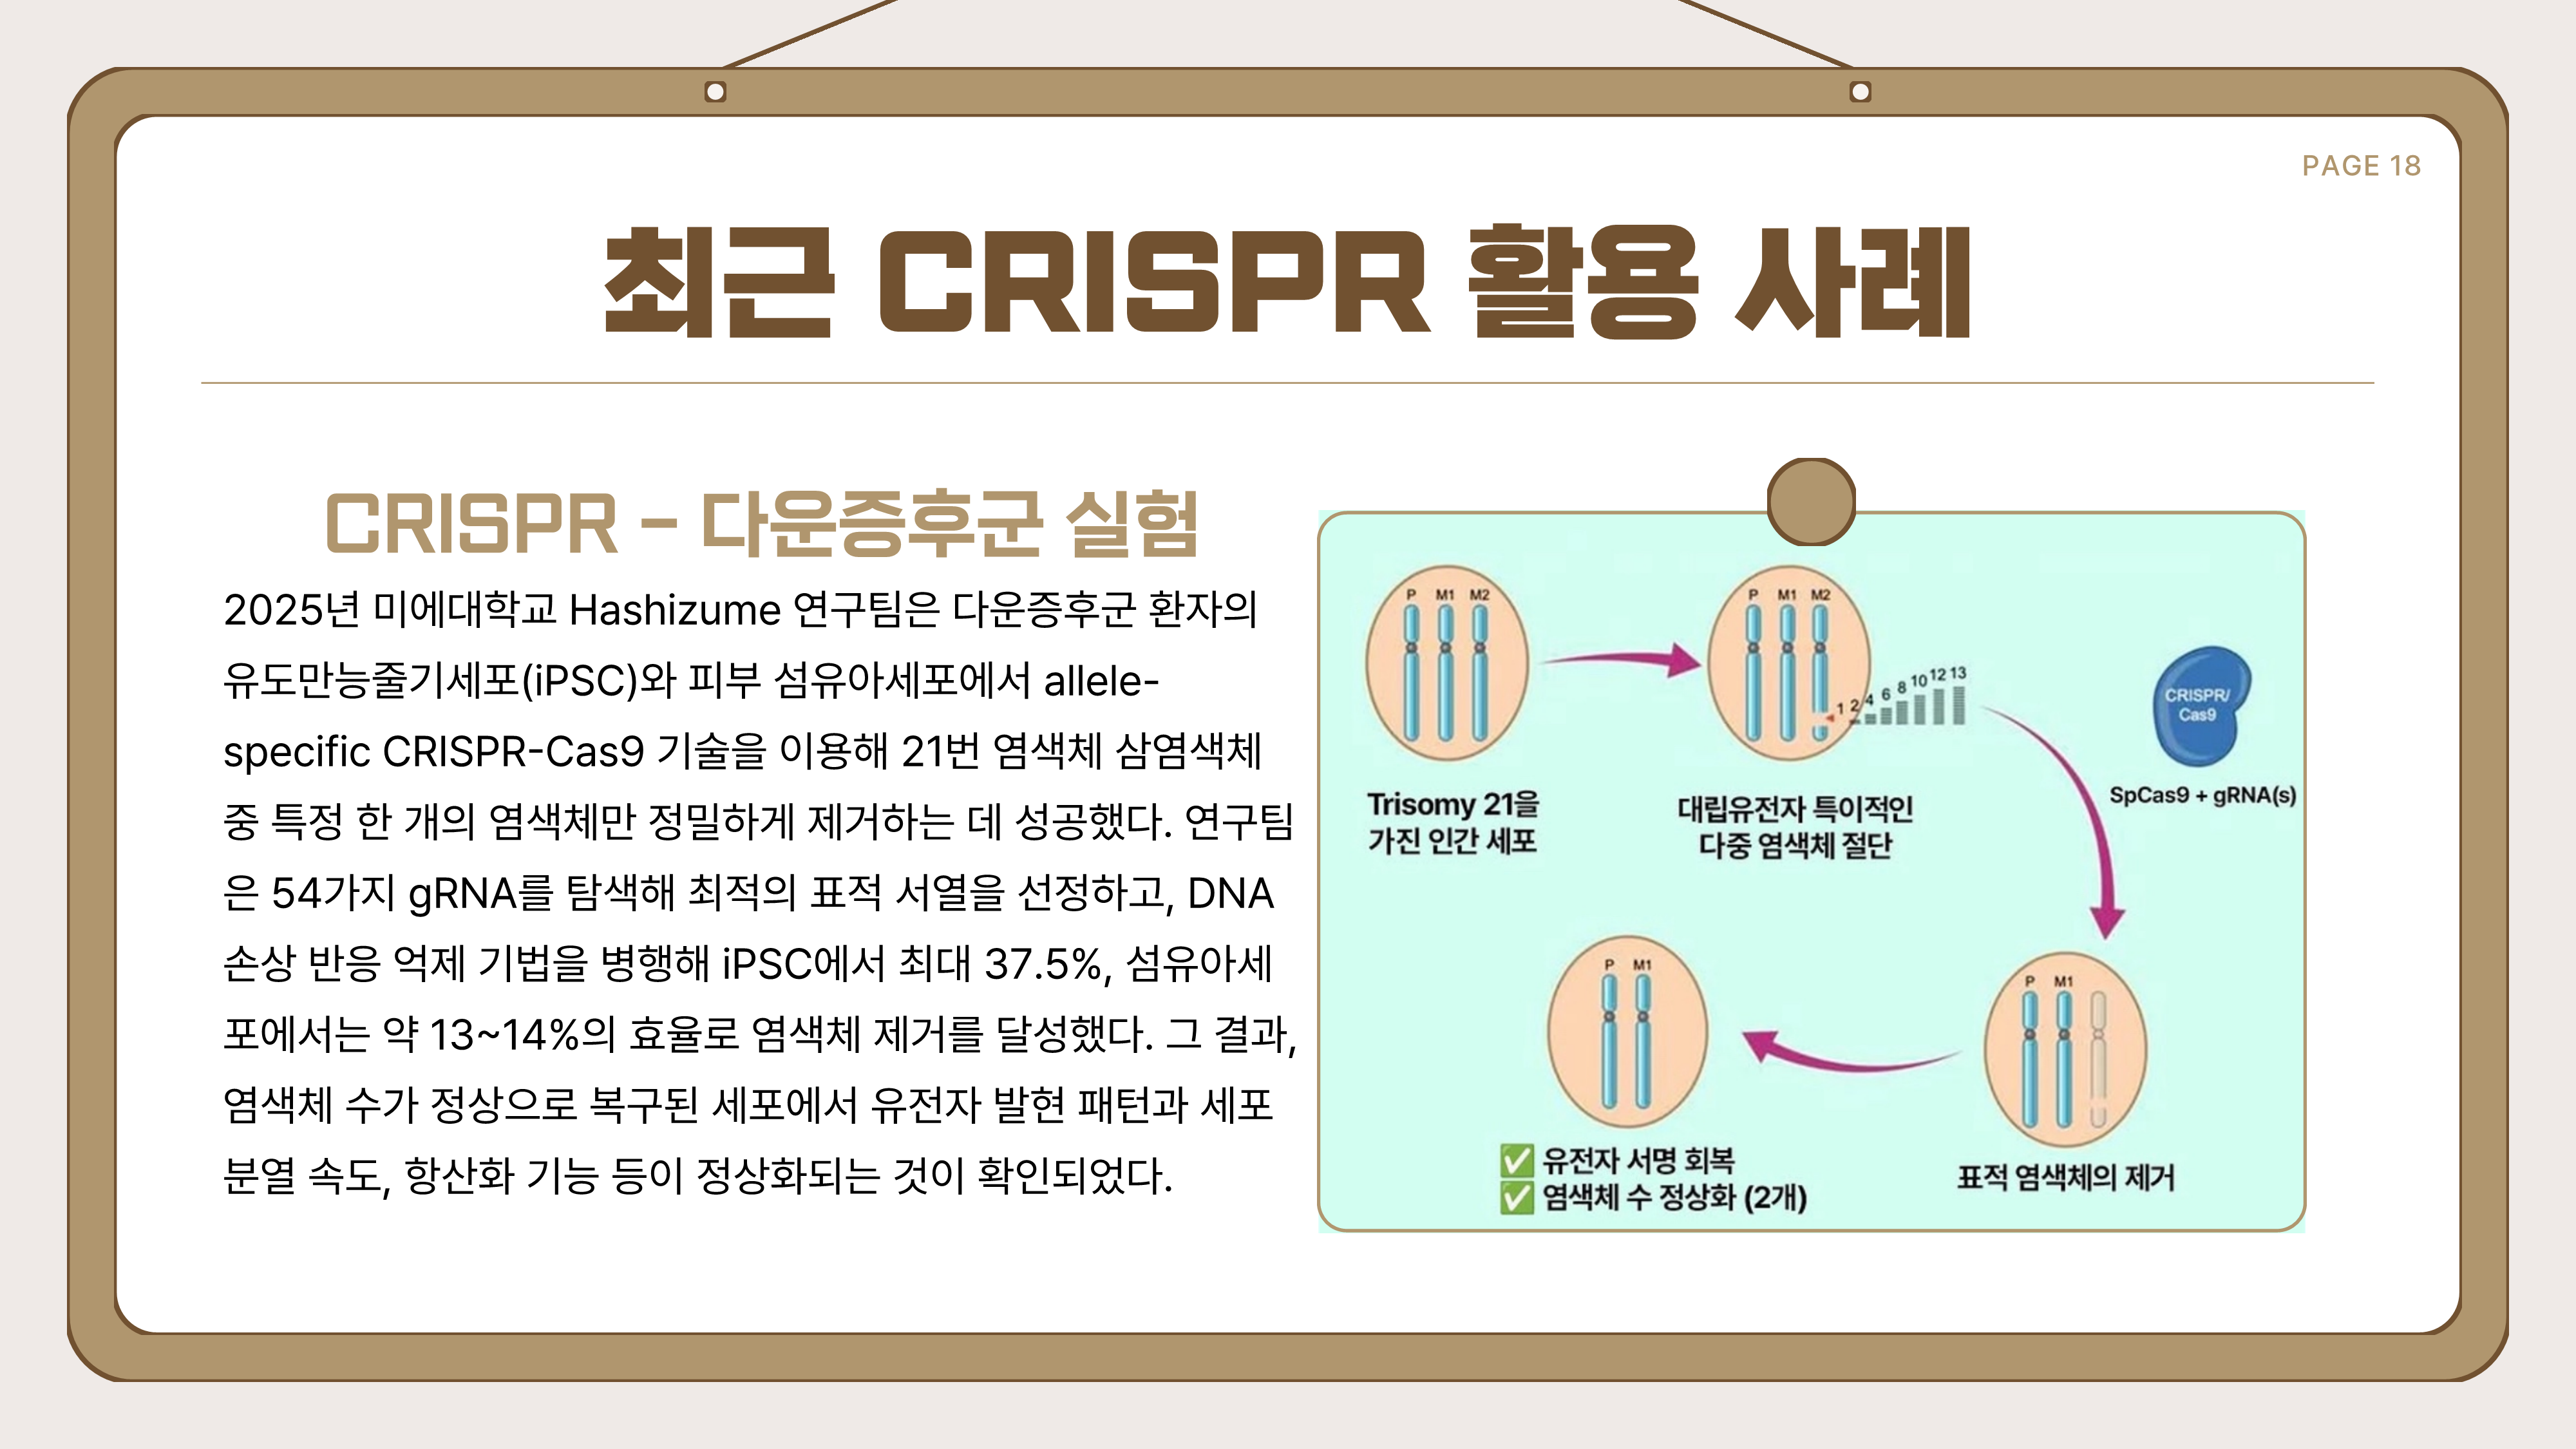 PAGE 18
최근 CRISPR 활용 사례
CRISPR - 다운증후군 실험
2025년 미에대학교 Hashizume 연구팀은 다운증후군 환자의
유도만능줄기세포(iPSC)와 피부 섬유아세포에서 allele-
specific CRISPR-Cas9 기술을 이용해 21번 염색체 삼염색체
중 특정 한 개의 염색체만 정밀하게 제거하는 데 성공했다. 연구팀
은 54가지 gRNA를 탐색해 최적의 표적 서열을 선정하고, DNA
손상 반응 억제 기법을 병행해 iPSC에서 최대 37.5%, 섬유아세
포에서는 약 13~14%의 효율로 염색체 제거를 달성했다. 그 결과,
염색체 수가 정상으로 복구된 세포에서 유전자 발현 패턴과 세포
분열 속도, 항산화 기능 등이 정상화되는 것이 확인되었다.
P M1 M2
Trisomy 21을
가진 인간 세포
P M1 M2
1 2 4 6 8 10 12 13
대립유전자 특이적인
다중 염색체 절단
CRISPR/
Cas9
SpCas9 + gRNA(s)
P M1
표적 염색체의 제거
P M1
✅ 유전자 서명 회복
✅ 염색체 수 정상화 (2개)